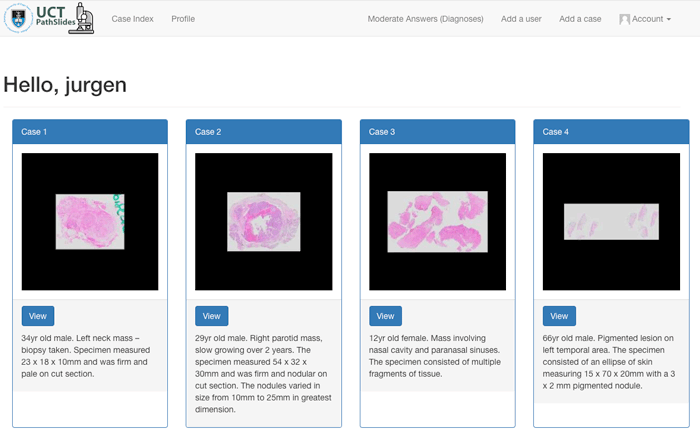 UCT
PathSlides
Case Index
Profile
Moderate Answers (Diagnoses)
Add a user
Add a case
Account
Hello, jurgen
Case 1
View
34yr old male. Left neck mass –
biopsy taken. Specimen measured
23 x 18 x 10mm and was firm and
pale on cut section.
Case 2
View
29yr old male. Right parotid mass,
slow growing over 2 years. The
specimen measured 54 x 32 x
30mm and was firm and nodular on
cut section. The nodules varied in
size from 10mm to 25mm in greatest
dimension.
Case 3
View
12yr old female. Mass involving
nasal cavity and paranasal sinuses.
The specimen consisted of multiple
fragments of tissue.
Case 4
View
66yr old male. Pigmented lesion on
left temporal area. The specimen
consisted of an ellipse of skin
measuring 15 x 70 x 20mm with a 3
x 2 mm pigmented nodule.